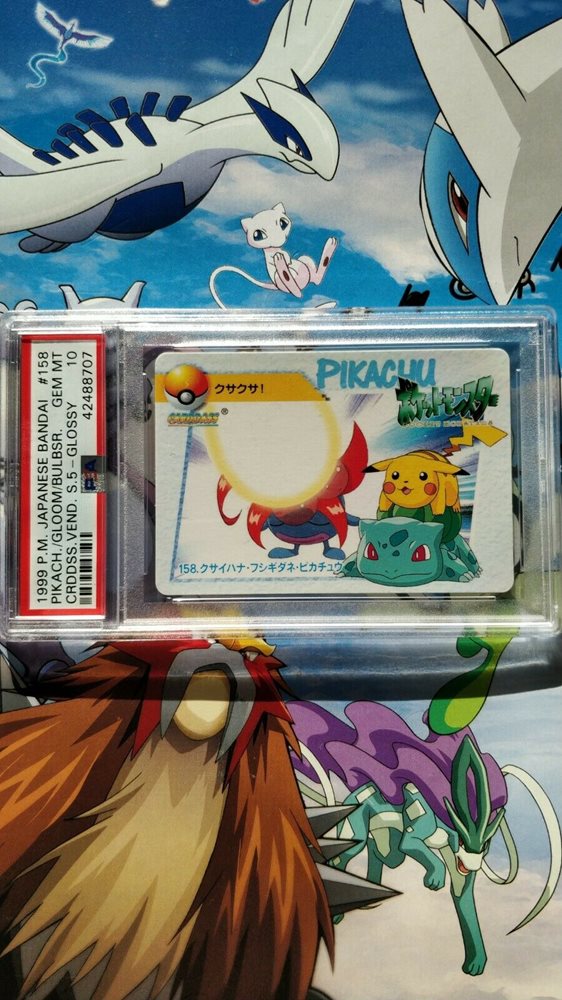 1999 P.M. JAPANESE BANDAI #158
PIKACH./GLOOM/BULBSR. GEM MT
CRDDSS.VEND. S.5 - GLOSSY 10
42488707
PSA
クサクサ!
CARDDASS®
PIKACHU
ポケットモンスター
158.クサイハナ・フシギダネ・ピカチュウ